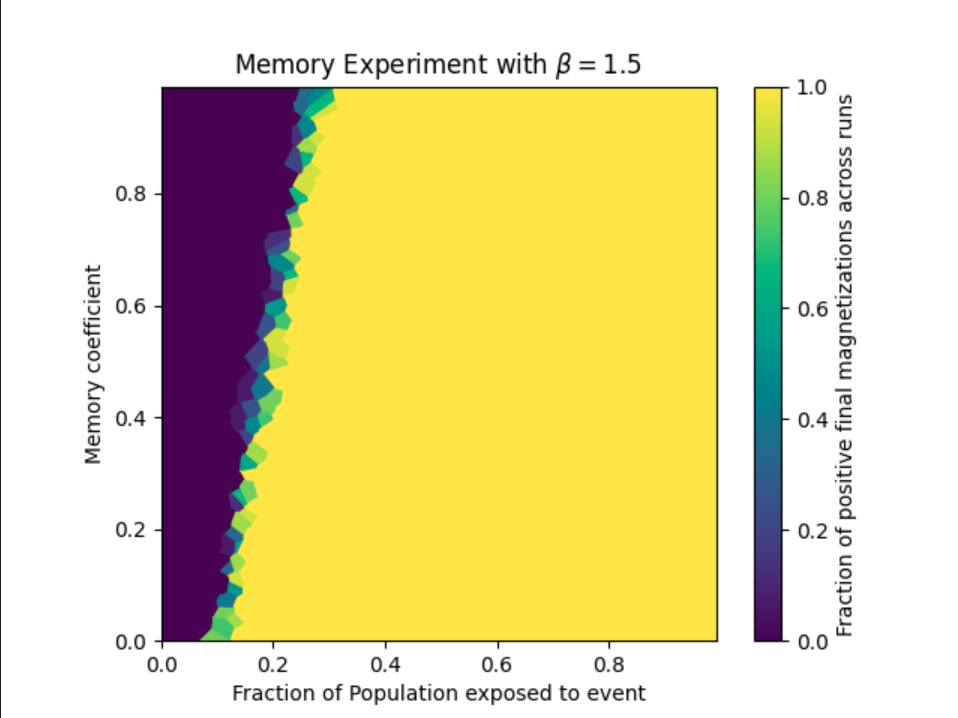 Memory Experiment with β = 1.5
Memory coefficient
0.8
0.6
0.4
0.2
0.0
0.0 0.2 0.4 0.6 0.8
Fraction of Population exposed to event
1.0
0.8
0.6
0.4
0.2
0.0
Fraction of positive final magnetizations across runs